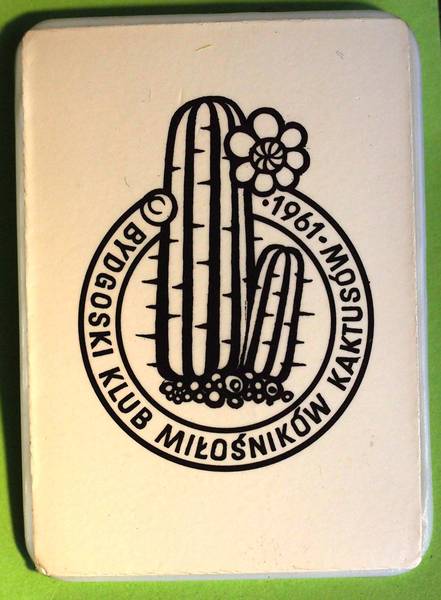 BYDGOSKI KLUB MIŁOŚNIKÓW KAKTUSÓW
·1961·